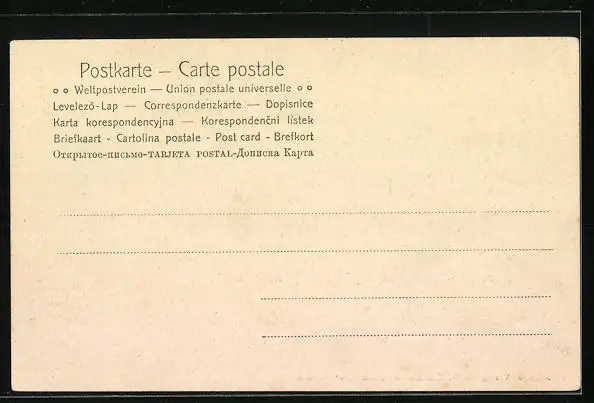 Postkarte — Carte postale
Weltpostverein — Union postale universelle
Levelező-Lap — Correspondenzkarte — Dopisnice
Karta korespondencyjna — Korespondenční lístek
Briefkaart - Cartolina postale - Post card - Brefkort
Открытое-письмо-TARJETA POSTAL-Дописна Карта